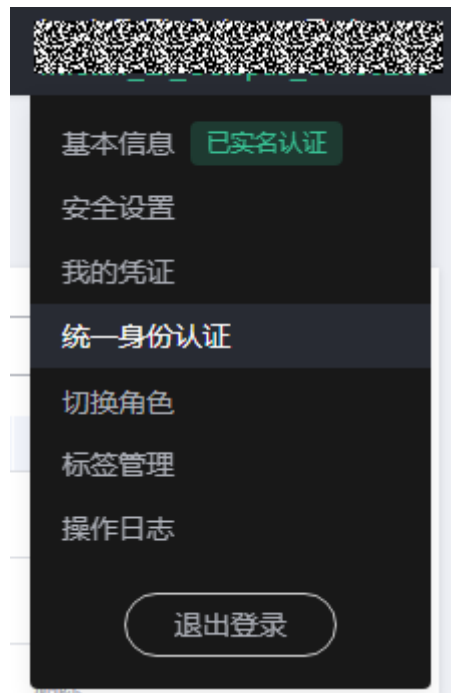 基本信息 已实名认证
安全设置
我的凭证
统一身份认证
切换角色
标签管理
操作日志
退出登录